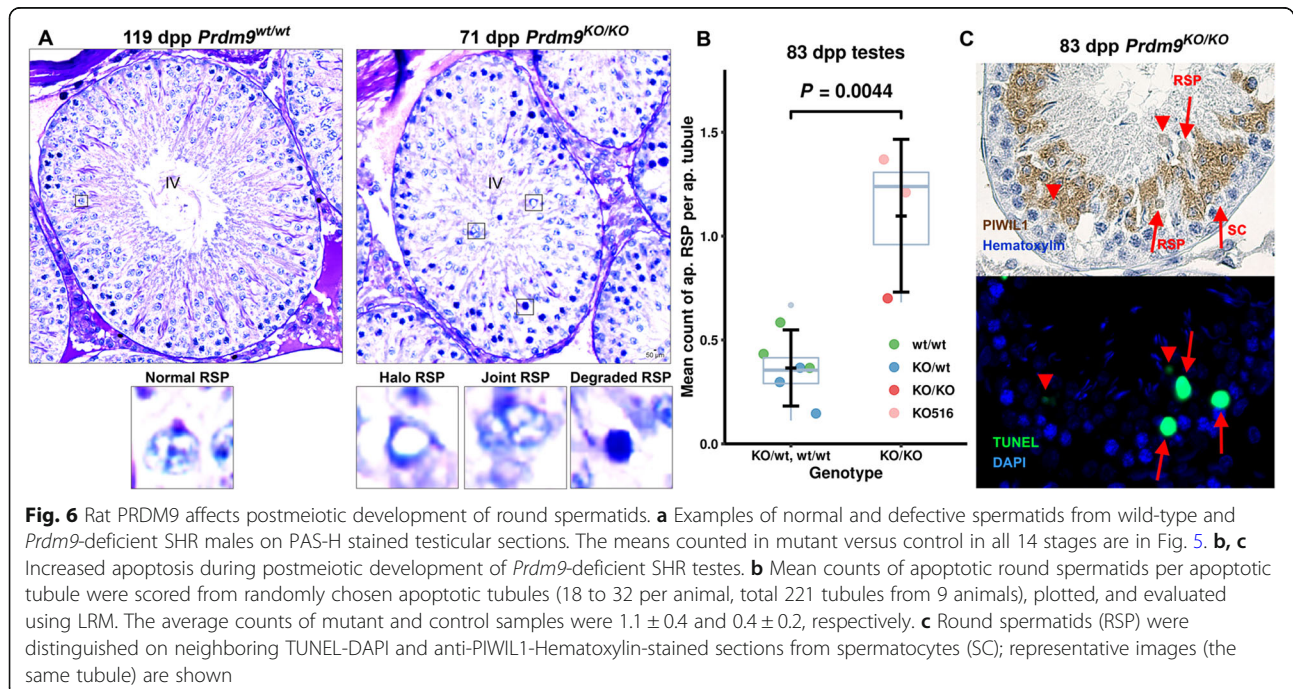 A
119 dpp Prdm9wt/wt
71 dpp Prdm9KO/KO
IV
IV
50 µm
Normal RSP
Halo RSP
Joint RSP
Degraded RSP
B
83 dpp testes
P = 0.0044
Mean count of ap. RSP per ap. tubule
1.5
1.0
0.5
0.0
wt/wt
KO/wt
KO/KO
KO516
KO/wt, wt/wt
KO/KO
Genotype
C
83 dpp Prdm9KO/KO
RSP
PIWIL1
Hematoxylin
RSP
SC
TUNEL
DAPI
Fig. 6 Rat PRDM9 affects postmeiotic development of round spermatids. a Examples of normal and defective spermatids from wild-type and
Prdm9-deficient SHR males on PAS-H stained testicular sections. The means counted in mutant versus control in all 14 stages are in Fig. 5. b, c
Increased apoptosis during postmeiotic development of Prdm9-deficient SHR testes. b Mean counts of apoptotic round spermatids per apoptotic
tubule were scored from randomly chosen apoptotic tubules (18 to 32 per animal, total 221 tubules from 9 animals), plotted, and evaluated
using LRM. The average counts of mutant and control samples were 1.1 ± 0.4 and 0.4 ± 0.2, respectively. c Round spermatids (RSP) were
distinguished on neighboring TUNEL-DAPI and anti-PIWIL1-Hematoxylin-stained sections from spermatocytes (SC); representative images (the
same tubule) are shown